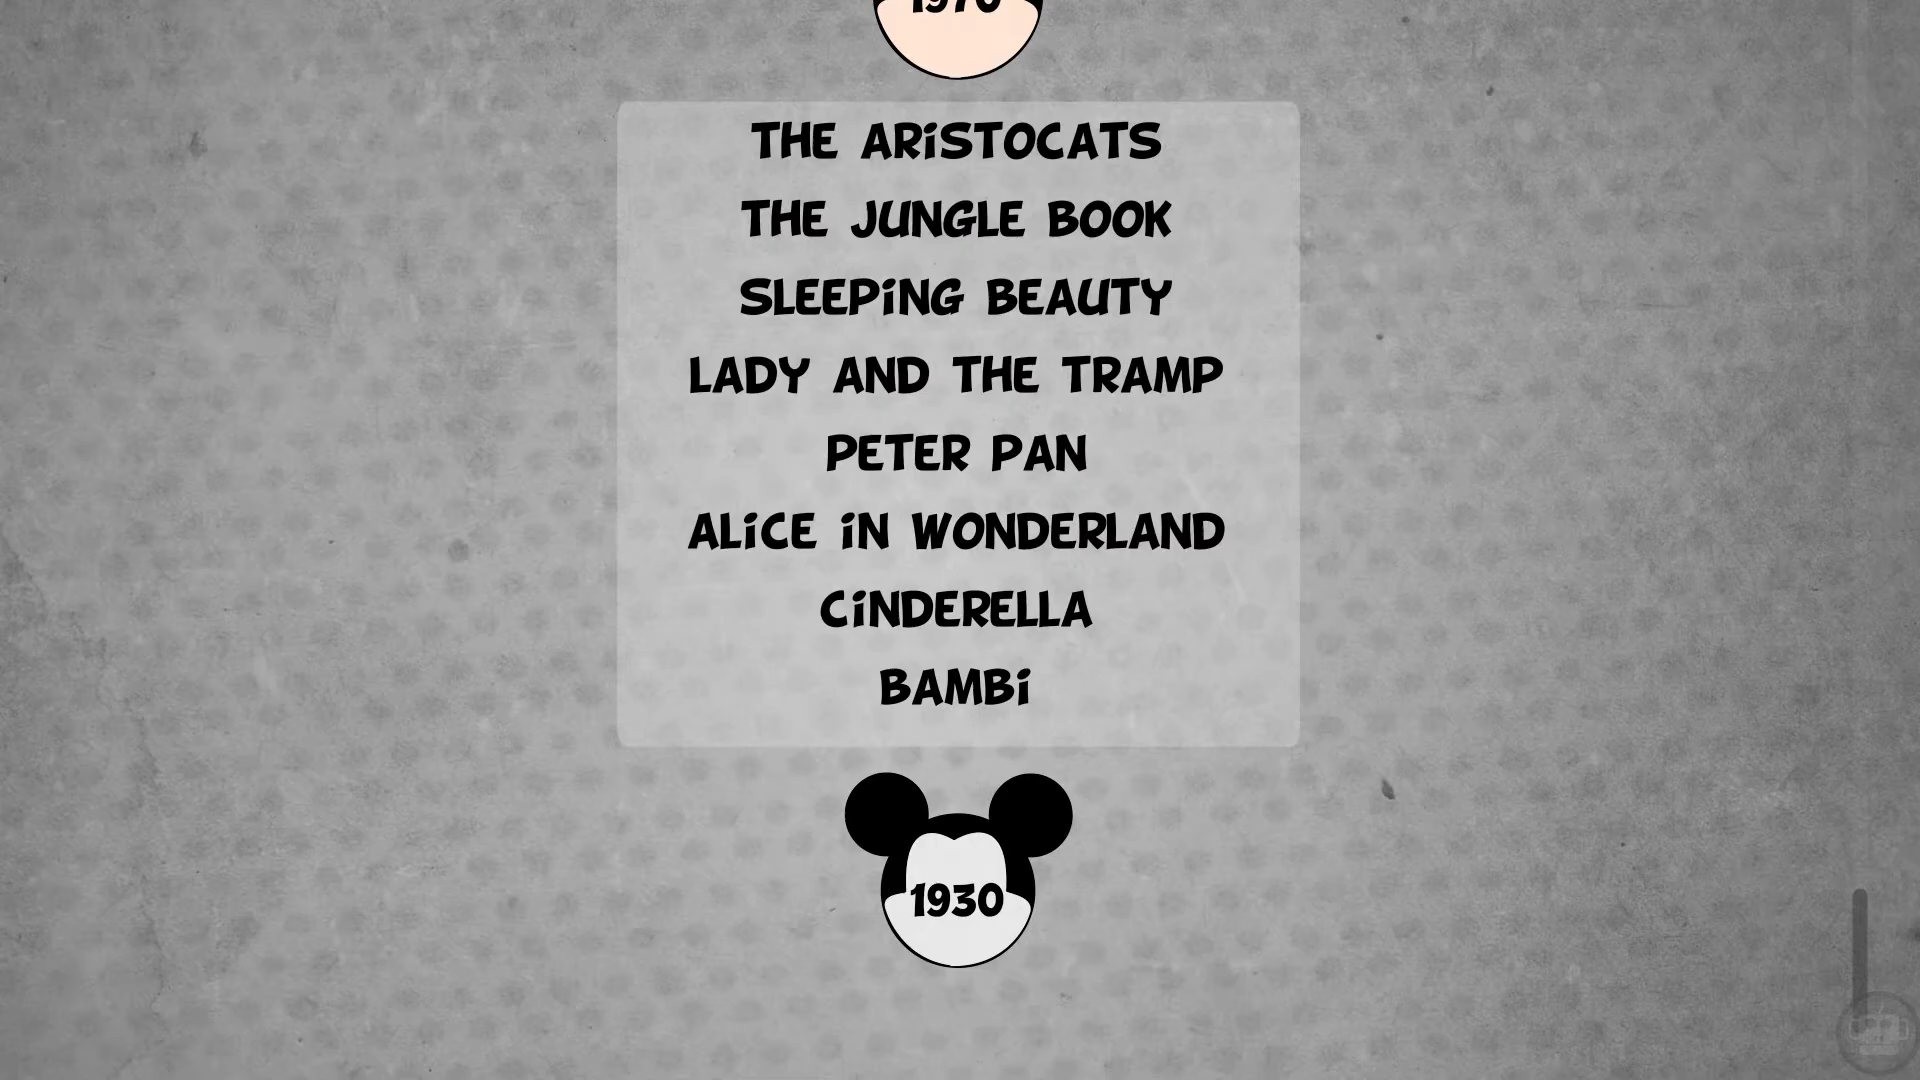 1970
THE ARiSTOCATS
THE JUNGLE BOOK
SLEEPiNG BEAUTY
LADY AND THE TRAMP
PETER PAN
ALiCE iN WONDERLAND
CiNDERELLA
BAMBi
1930